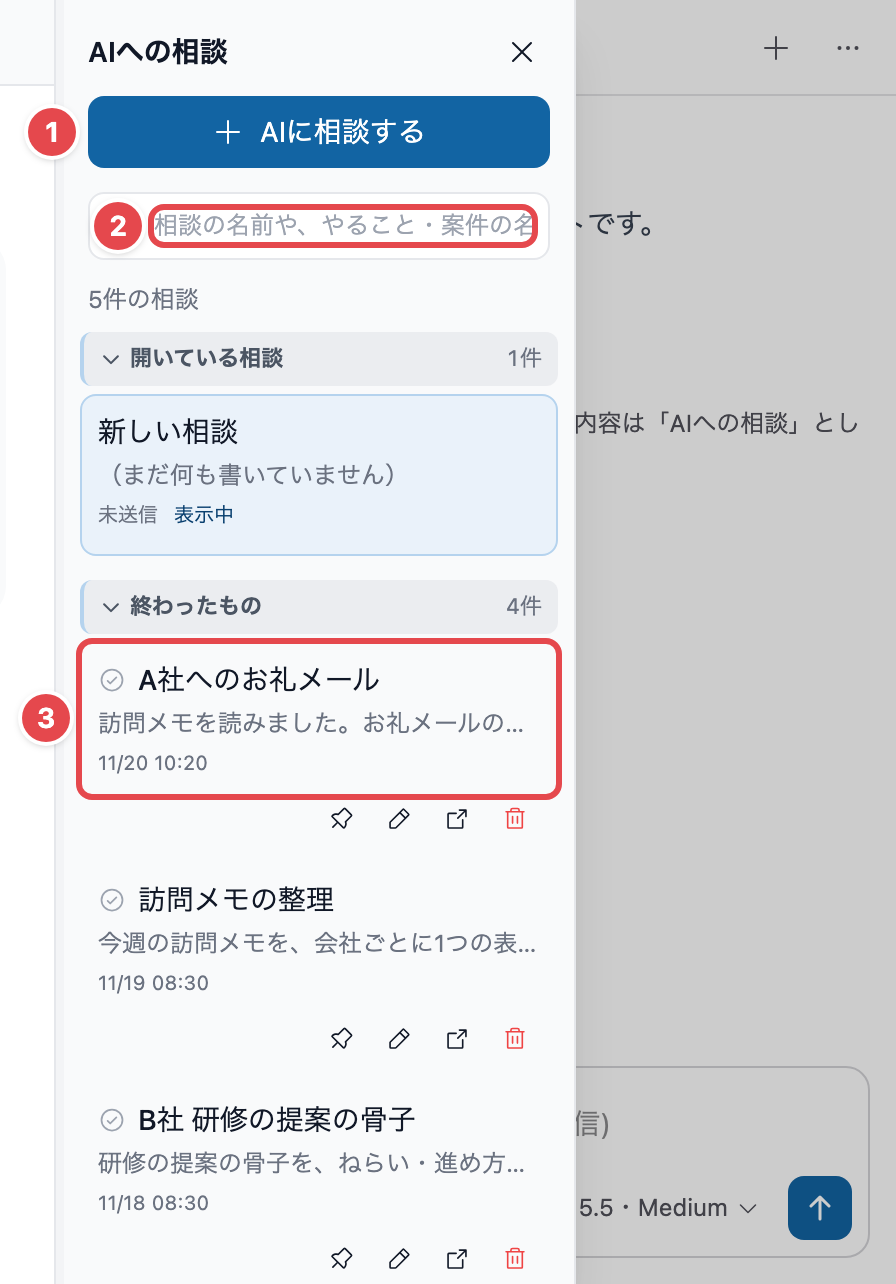 AIへの相談
1
AIに相談する
2
相談の名前や、やること・案件の名
トです。
5件の相談
開いている相談
1件
新しい相談
内容は「AIへの相談」とし
（まだ何も書いていません）
未送信 表示中
終わったもの
4件
3
A社へのお礼メール
訪問メモを読みました。お礼メールの...
11/20 10:20
訪問メモの整理
今週の訪問メモを、会社ごとに1つの表...
11/19 08:30
B社 研修の提案の骨子
信)
研修の提案の骨子を、ねらい・進め方...
11/18 08:30
5.5・Medium